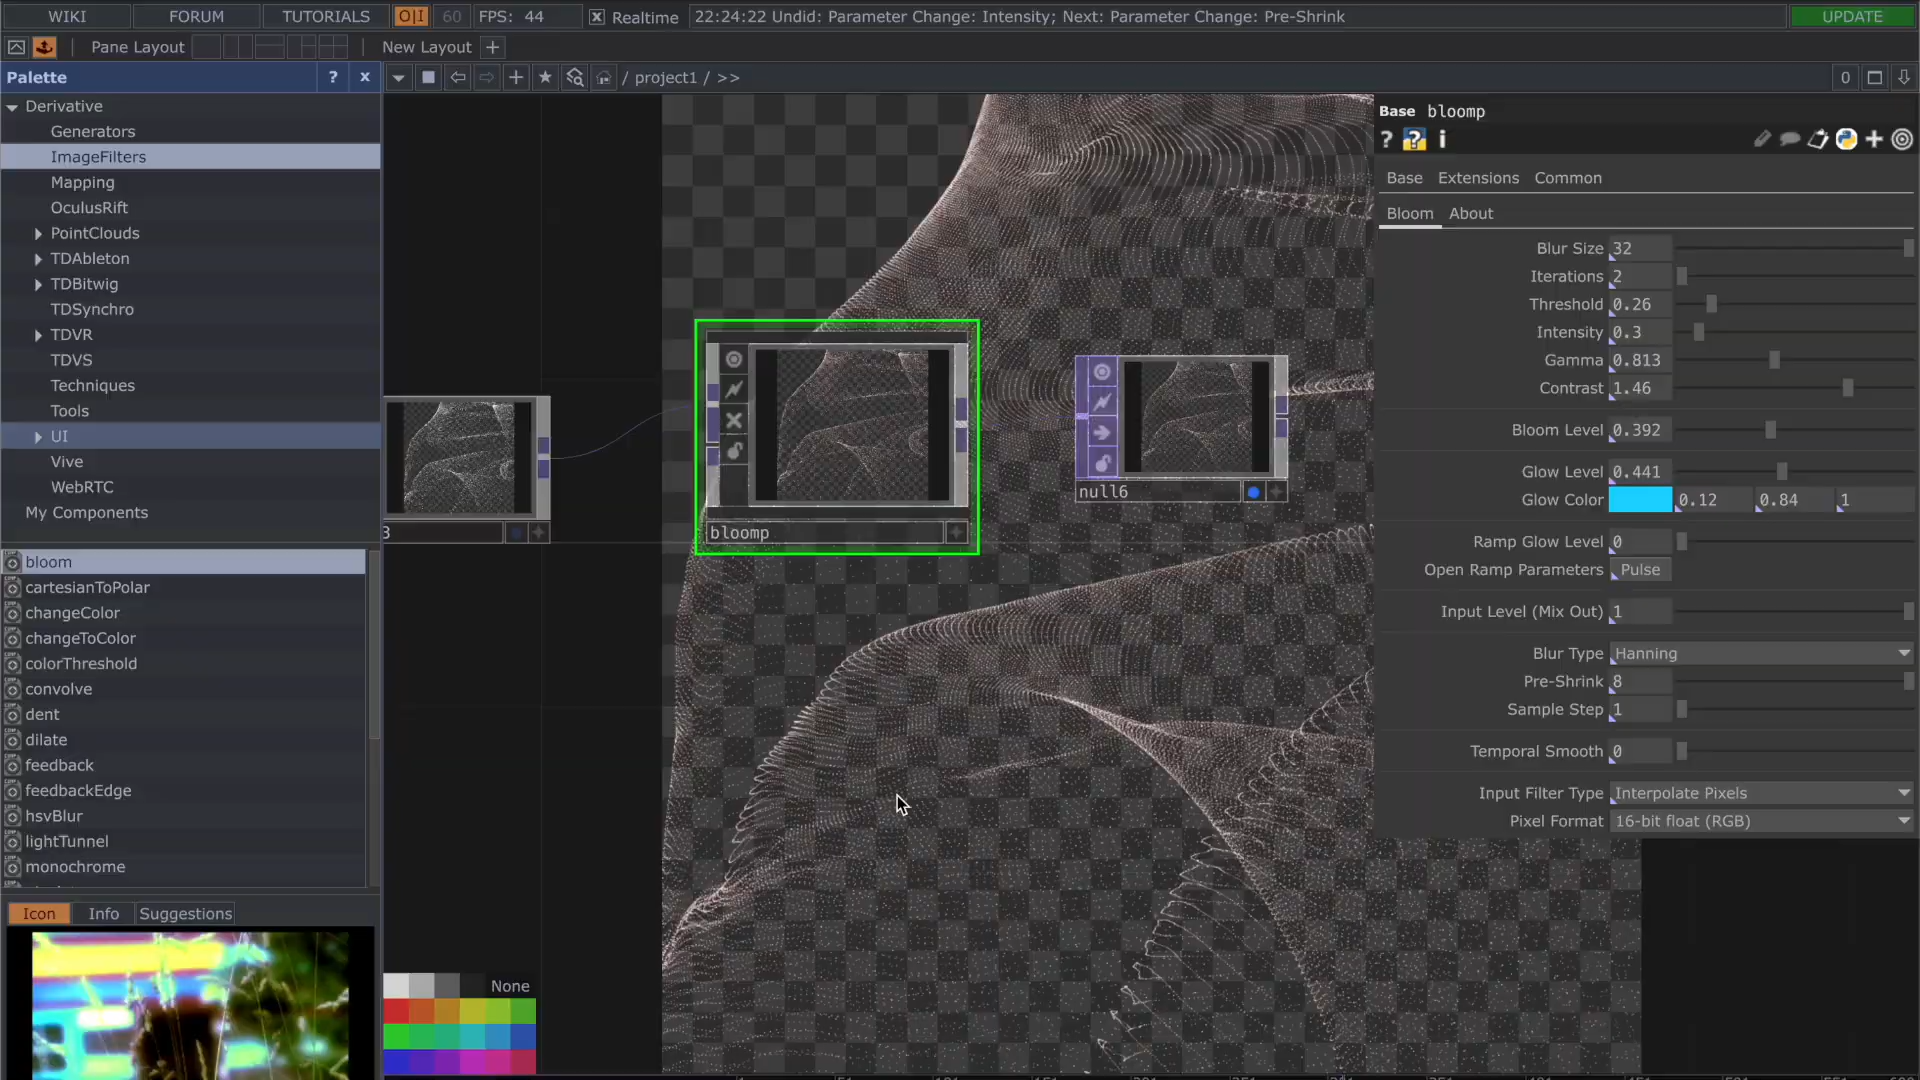 WIKI FORUM TUTORIALS O|I 60 FPS: 44 X Realtime 22:24:22 Undid: Parameter Change: Intensity; Next: Parameter Change: Pre-Shrink UPDATE
Pane Layout New Layout +
Palette ? x / project1 / >> 0
Derivative
Generators
ImageFilters
Mapping
OculusRift
PointClouds
TDAbleton
TDBitwig
TDSynchro
TDVR
TDVS
Techniques
Tools
UI
Vive
WebRTC
My Components
bloom
cartesianToPolar
changeColor
changeToColor
colorThreshold
convolve
dent
dilate
feedback
feedbackEdge
hsvBlur
lightTunnel
monochrome
Icon Info Suggestions
None
3
bloomp
null6
Base bloomp
? ? i
Base Extensions Common
Bloom About
Blur Size 32
Iterations 2
Threshold 0.26
Intensity 0.3
Gamma 0.813
Contrast 1.46
Bloom Level 0.392
Glow Level 0.441
Glow Color 0.12 0.84 1
Ramp Glow Level 0
Open Ramp Parameters Pulse
Input Level (Mix Out) 1
Blur Type Hanning
Pre-Shrink 8
Sample Step 1
Temporal Smooth 0
Input Filter Type Interpolate Pixels
Pixel Format 16-bit float (RGB)